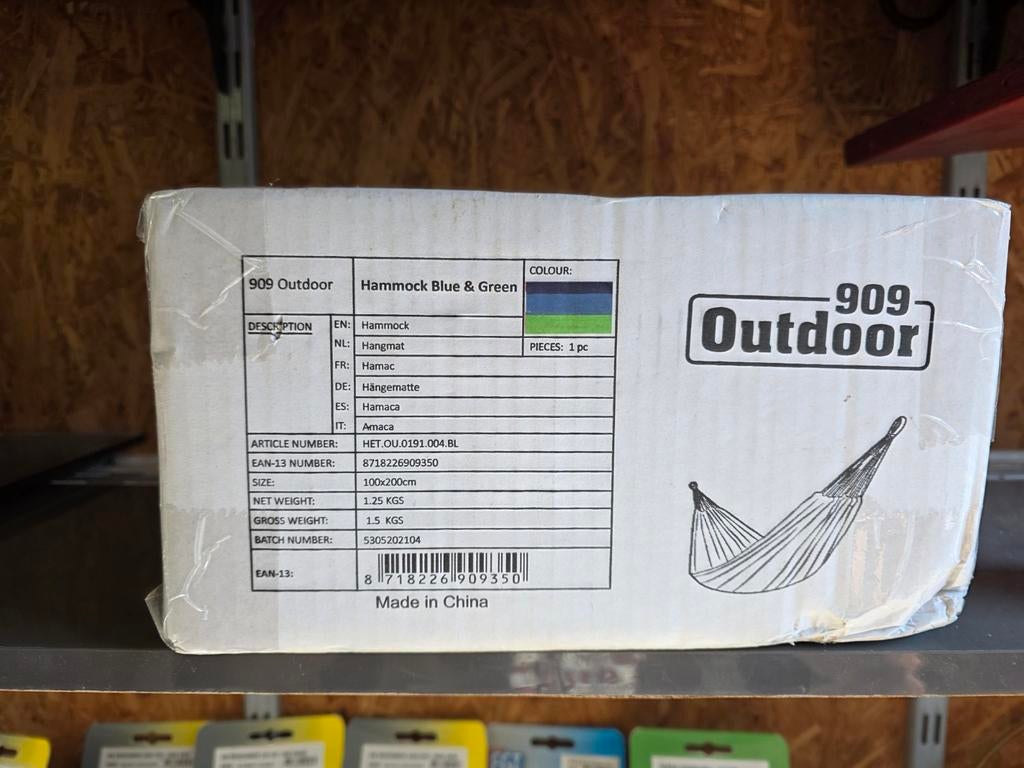 909 Outdoor
Hammock Blue & Green
COLOUR:
DESCRIPTION
EN: Hammock
NL: Hangmat
PIECES: 1 pc
FR: Hamac
DE: Hängematte
ES: Hamaca
IT: Amaca
ARTICLE NUMBER: HET.OU.0191.004.BL
EAN-13 NUMBER: 8718226909350
SIZE: 100x200cm
NET WEIGHT: 1.25 KGS
GROSS WEIGHT: 1.5 KGS
BATCH NUMBER: 5305202104
EAN-13: 8 718226 909350
Made in China
909
Outdoor